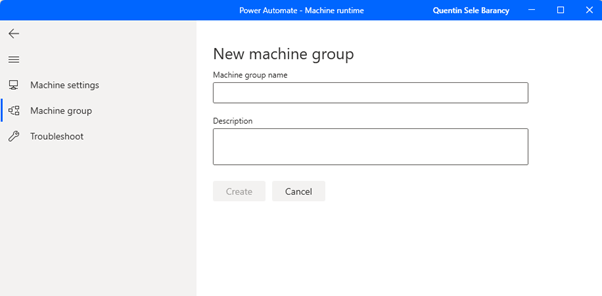 Power Automate - Machine runtime
Quentin Sele Barancy
New machine group
Machine group name
Machine settings
Machine group
Description
Troubleshoot
Create
Cancel